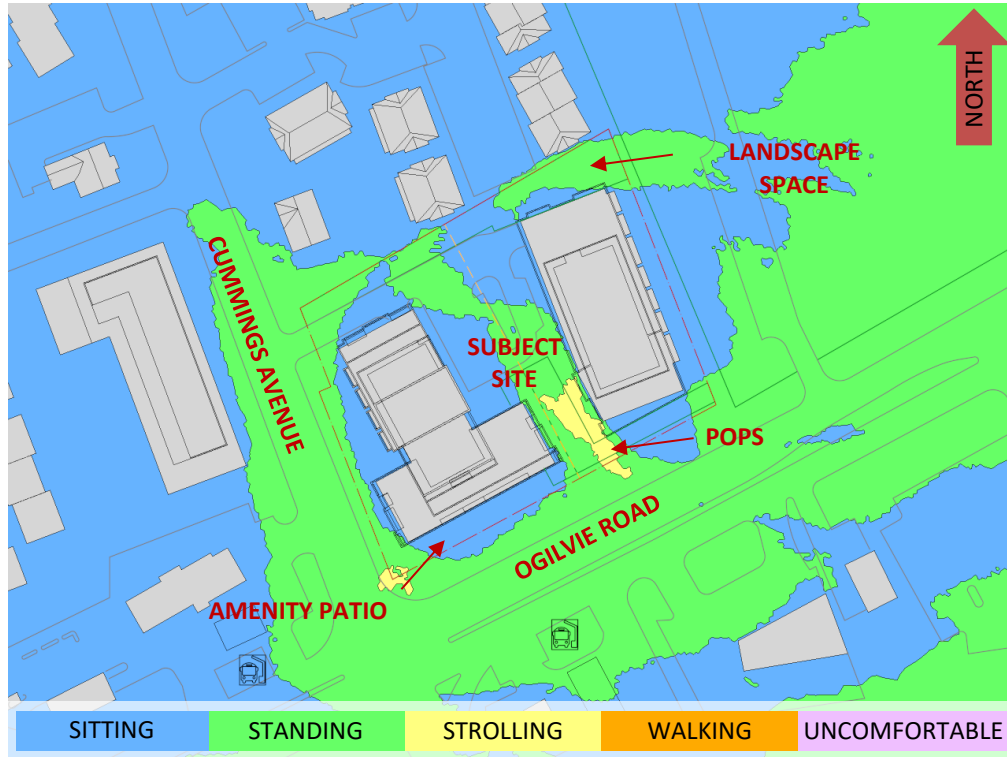 NORTH
LANDSCAPE
SPACE
CUMMINGS AVENUE
SUBJECT
SITE
POPS
OGILVIE ROAD
AMENITY PATIO
SITTING
STANDING
STROLLING
WALKING
UNCOMFORTABLE